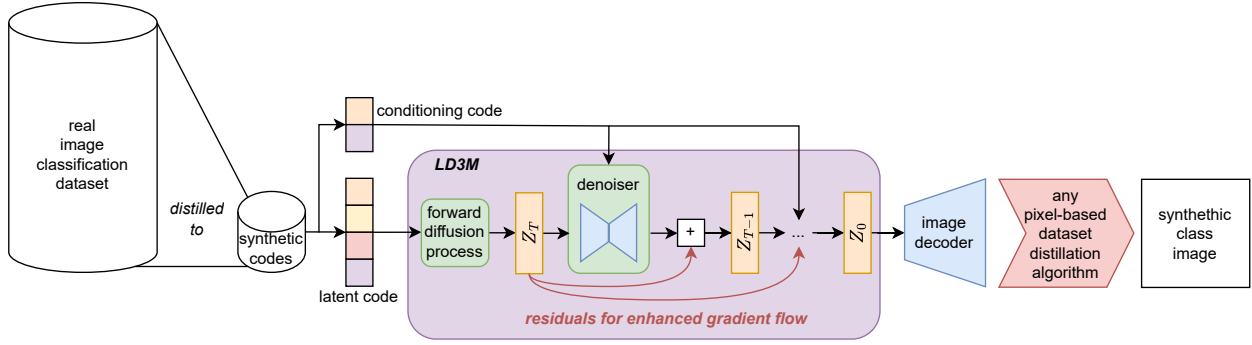 real
image
classification
dataset
distilled
to
synthetic
codes
conditioning code
latent code
LD3M
forward
diffusion
process
Z_T
denoiser
+
Z_{T-1}
...
Z_0
residuals for enhanced gradient flow
image
decoder
any
pixel-based
dataset
distillation
algorithm
synthethic
class
image